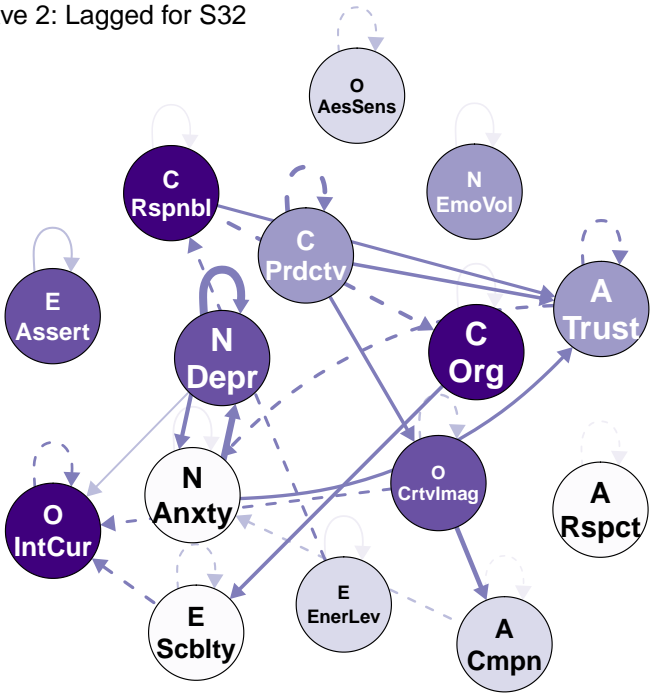 ve 2: Lagged for S32
O
AesSens
C
Rspnbl
N
EmoVol
C
Prdctv
E
Assert
A
Trust
N
Depr
C
Org
N
Anxty
O
CrtvImag
A
Rspct
O
IntCur
E
EnerLev
E
Scblty
A
Cmpn